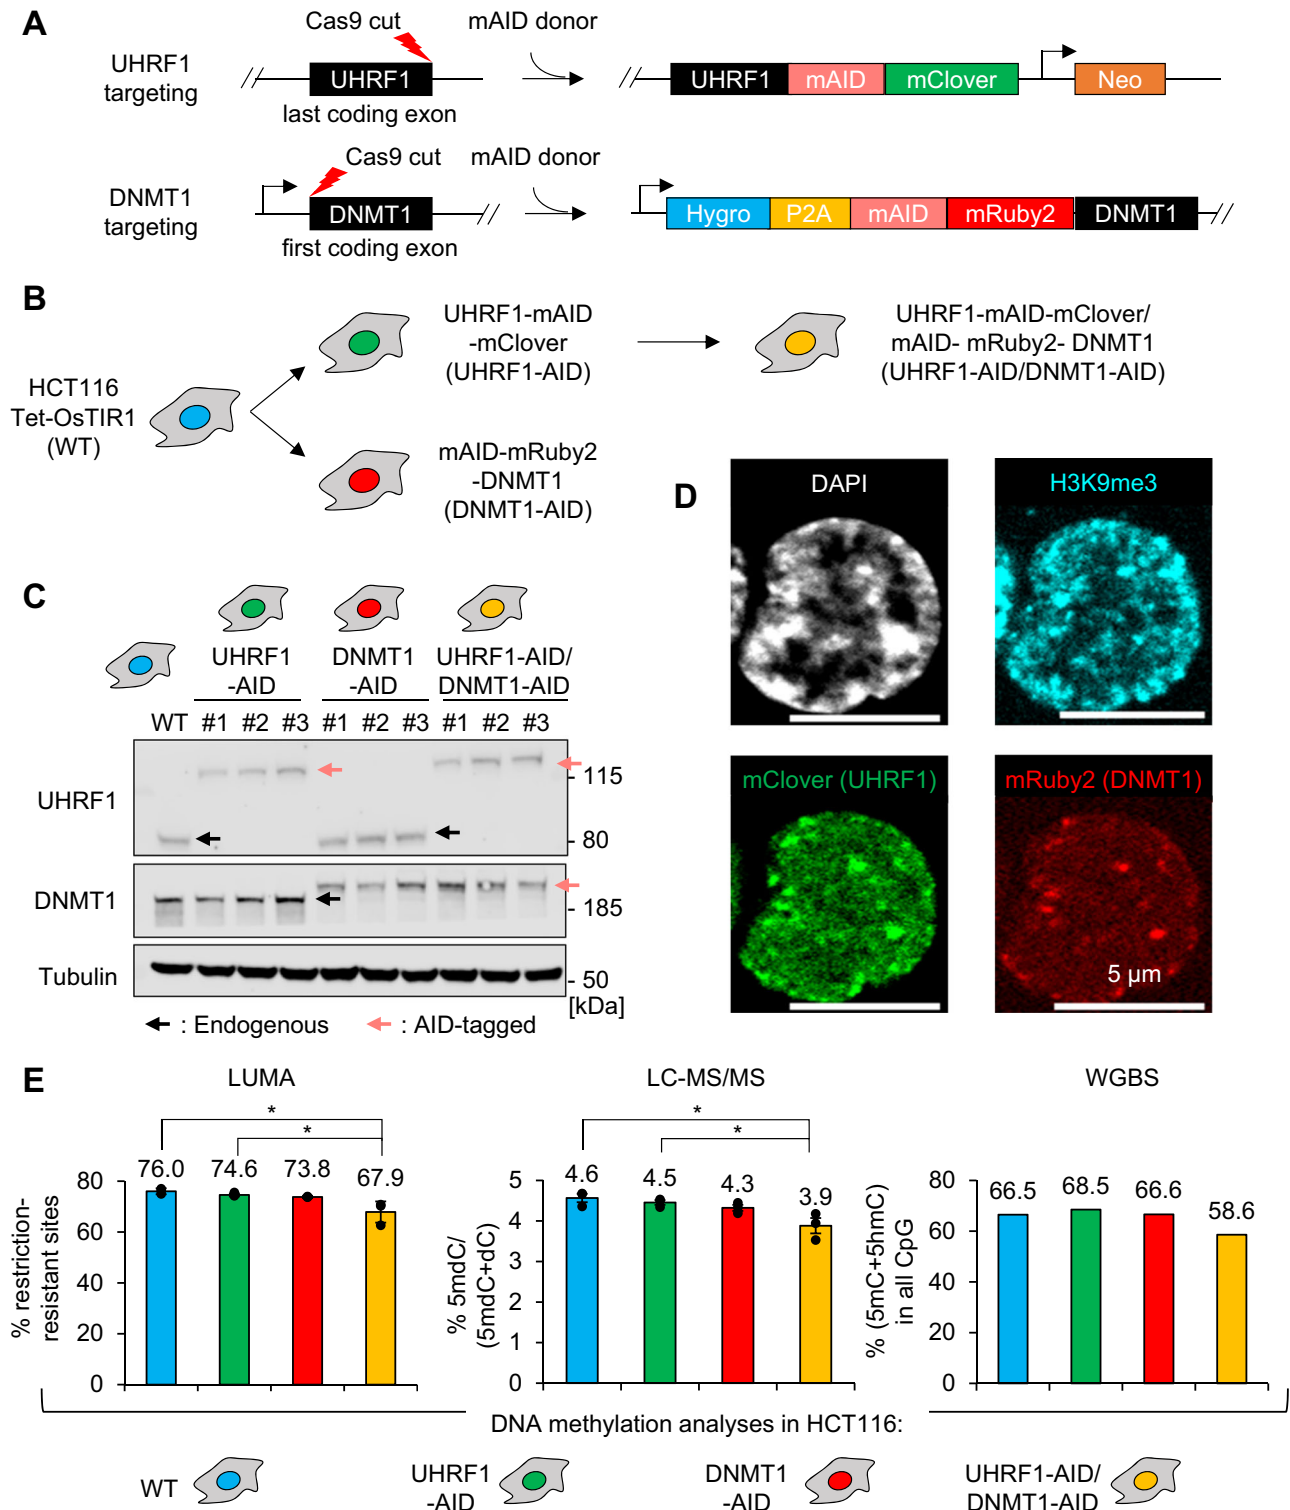 A
Cas9 cut
mAID donor
UHRF1
targeting
UHRF1
last coding exon
UHRF1 mAID mClover Neo
Cas9 cut
mAID donor
DNMT1
targeting
DNMT1
first coding exon
Hygro P2A mAID mRuby2 DNMT1
B
HCT116
Tet-OsTIR1
(WT)
UHRF1-mAID
-mClover
(UHRF1-AID)
mAID-mRuby2
-DNMT1
(DNMT1-AID)
UHRF1-mAID-mClover/
mAID- mRuby2- DNMT1
(UHRF1-AID/DNMT1-AID)
C
UHRF1
-AID
DNMT1
-AID
UHRF1-AID/
DNMT1-AID
WT #1 #2 #3 #1 #2 #3 #1 #2 #3
UHRF1
- 115
- 80
DNMT1
- 185
Tubulin
- 50
[kDa]
: Endogenous
: AID-tagged
D
DAPI
H3K9me3
mClover (UHRF1)
mRuby2 (DNMT1)
5 μm
E
LUMA
*
*
76.0 74.6 73.8 67.9
% restriction-
resistant sites
80
60
40
20
0
LC-MS/MS
*
*
4.6 4.5 4.3 3.9
% 5mdC/
(5mdC+dC)
5
4
3
2
1
0
WGBS
66.5 68.5 66.6 58.6
% (5mC+5hmC)
in all CpG
80
60
40
20
0
DNA methylation analyses in HCT116:
WT
UHRF1
-AID
DNMT1
-AID
UHRF1-AID/
DNMT1-AID